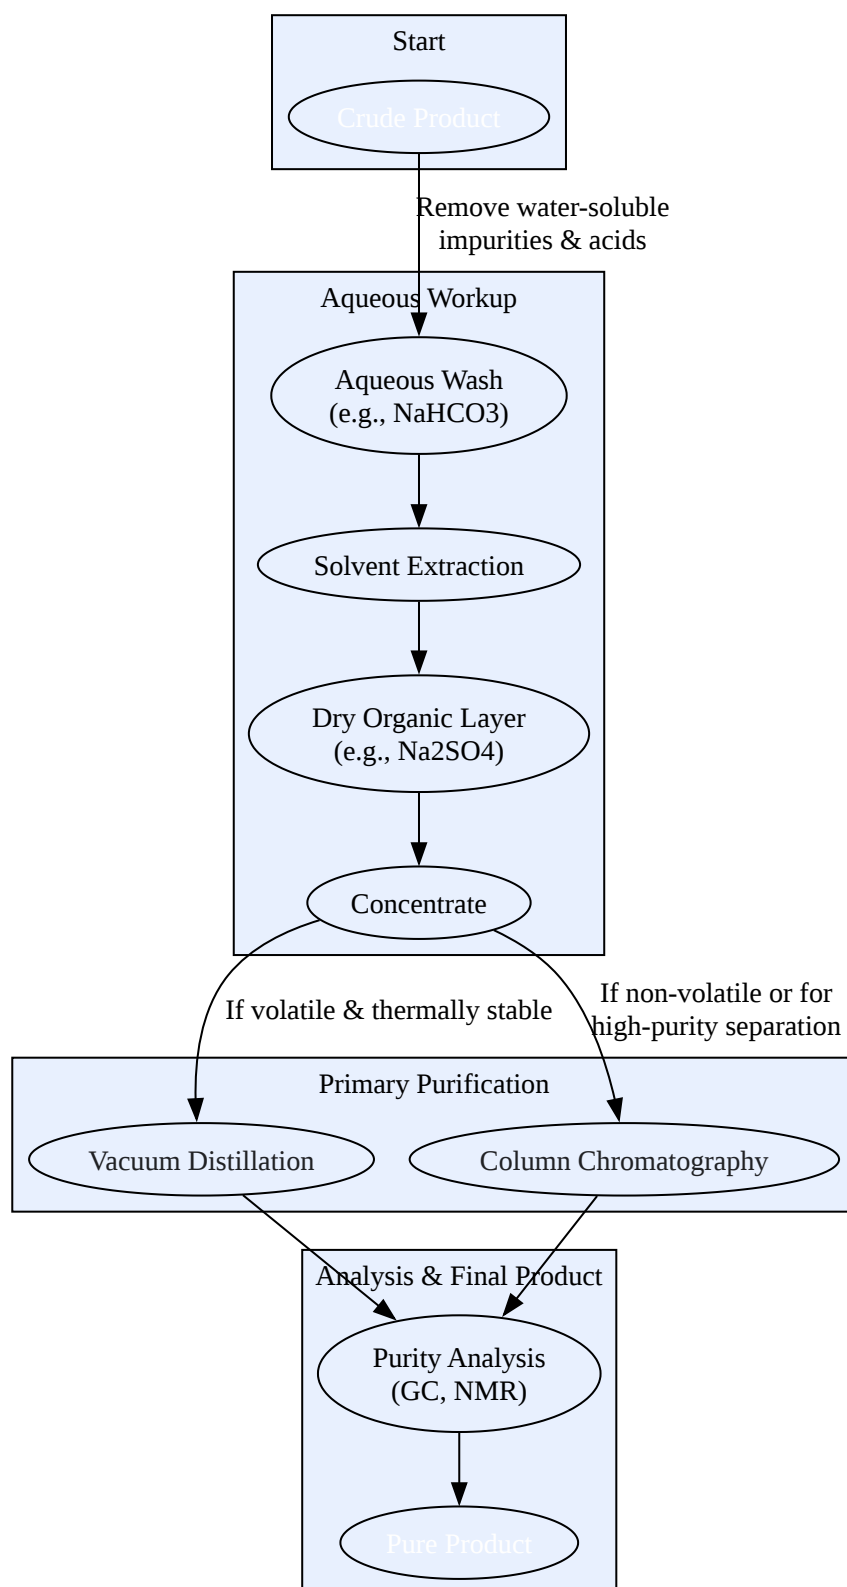 Start
Crude Product
Remove water-soluble
impurities & acids
Aqueous Workup
Aqueous Wash
(e.g., NaHCO3)
Solvent Extraction
Dry Organic Layer
(e.g., Na2SO4)
Concentrate
If volatile & thermally stable
If non-volatile or for
high-purity separation
Primary Purification
Vacuum Distillation
Column Chromatography
Analysis & Final Product
Purity Analysis
(GC, NMR)
Pure Product